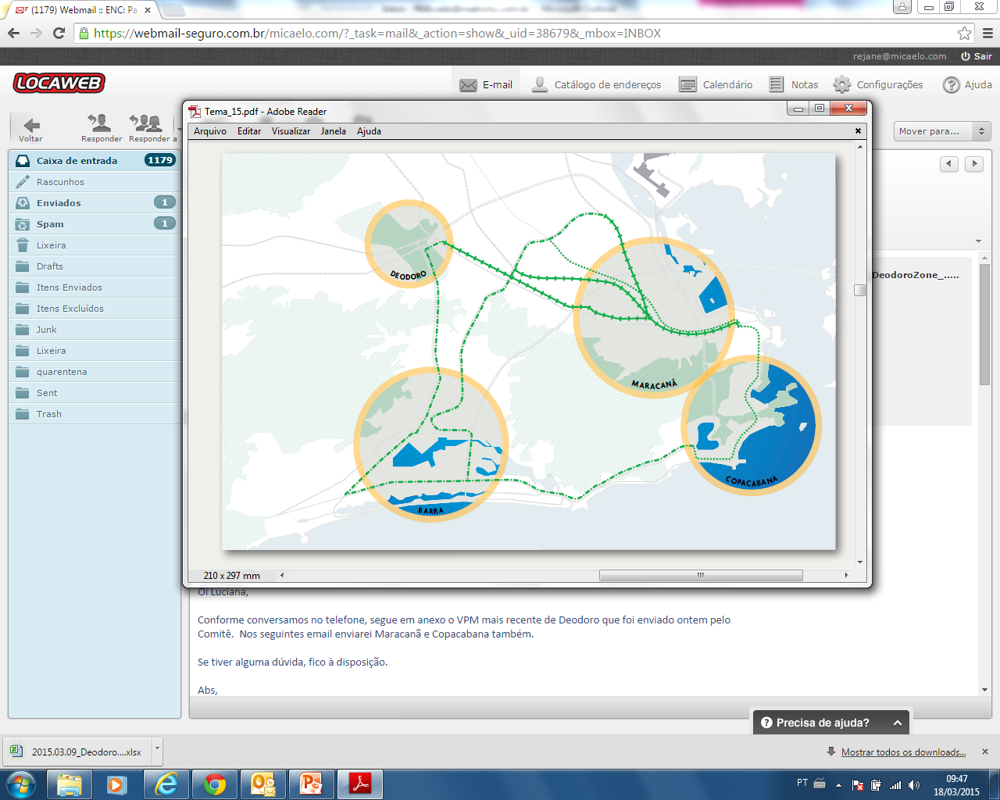 (1179) Webmail :: ENC: Pa
https://webmail-seguro.com.br/micaelo.com/?_task=mail&_action=show&_uid=38679&_mbox=INBOX
rejane@micaelo.com Sair
LOCAWEB
E-mail Catálogo de endereços Calendário Notas Configurações Ajuda
Voltar Responder Responder a Mover para...
Caixa de entrada 1179
Rascunhos
Enviados 1
Spam 1
Lixeira
Drafts
Itens Enviados
Itens Excluídos
Junk
Lixeira
quarentena
Sent
Trash
Tema_15.pdf - Adobe Reader
Arquivo Editar Visualizar Janela Ajuda
DEODORO
MARACANÃ
COPACABANA
BARRA
210 x 297 mm
DeodoroZone_.....
Oi Luciana,
Conforme conversamos no telefone, segue em anexo o VPM mais recente de Deodoro que foi enviado ontem pelo
Comitê. Nos seguintes email enviarei Maracanã e Copacabana também.
Se tiver alguma dúvida, fico à disposição.
Abs,
Precisa de ajuda?
2015.03.09_Deodoro....xlsx
Mostrar todos os downloads...
PT
09:47
18/03/2015